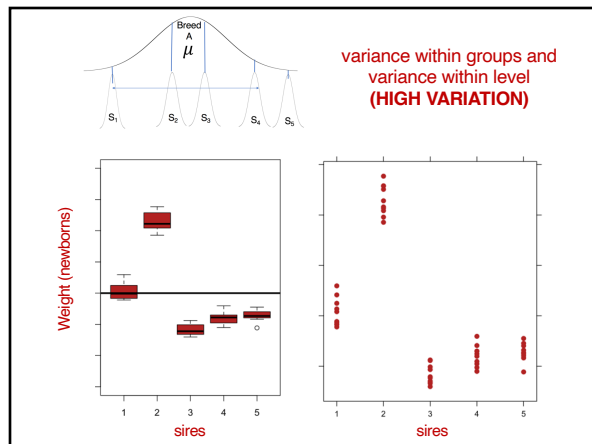 Breed
A
μ
S1 S2 S3 S4 S5
variance within groups and
variance within level
(HIGH VARIATION)
Weight (newborns)
1 2 3 4 5
sires
1 2 3 4 5
sires